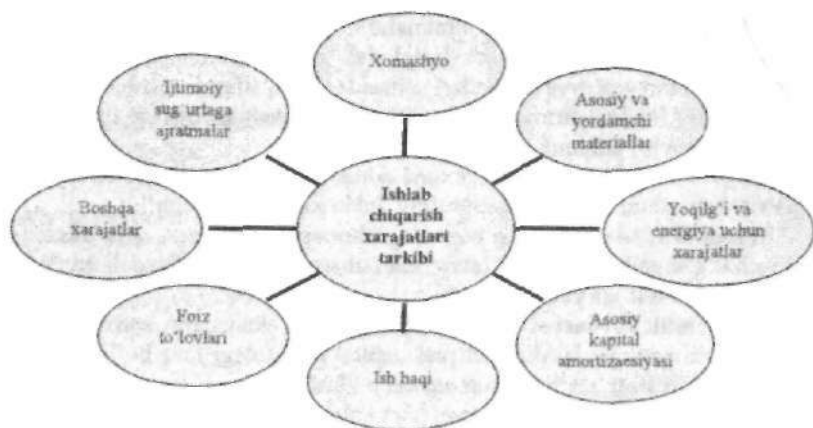 Xomashyo
Ijtimoiy
sug'urtaga
ajratmalar
Asosiy va
yordamchi
materiallar
Ishlab
chiqarish
xarajatlari
tarkibi
Boshqa
xarajatlar
Yoqilg'i va
energiya uchun
xarajatlar
Foiz
to'lovlari
Ish haqi
Asosiy
kapital
amortizaesiyasi